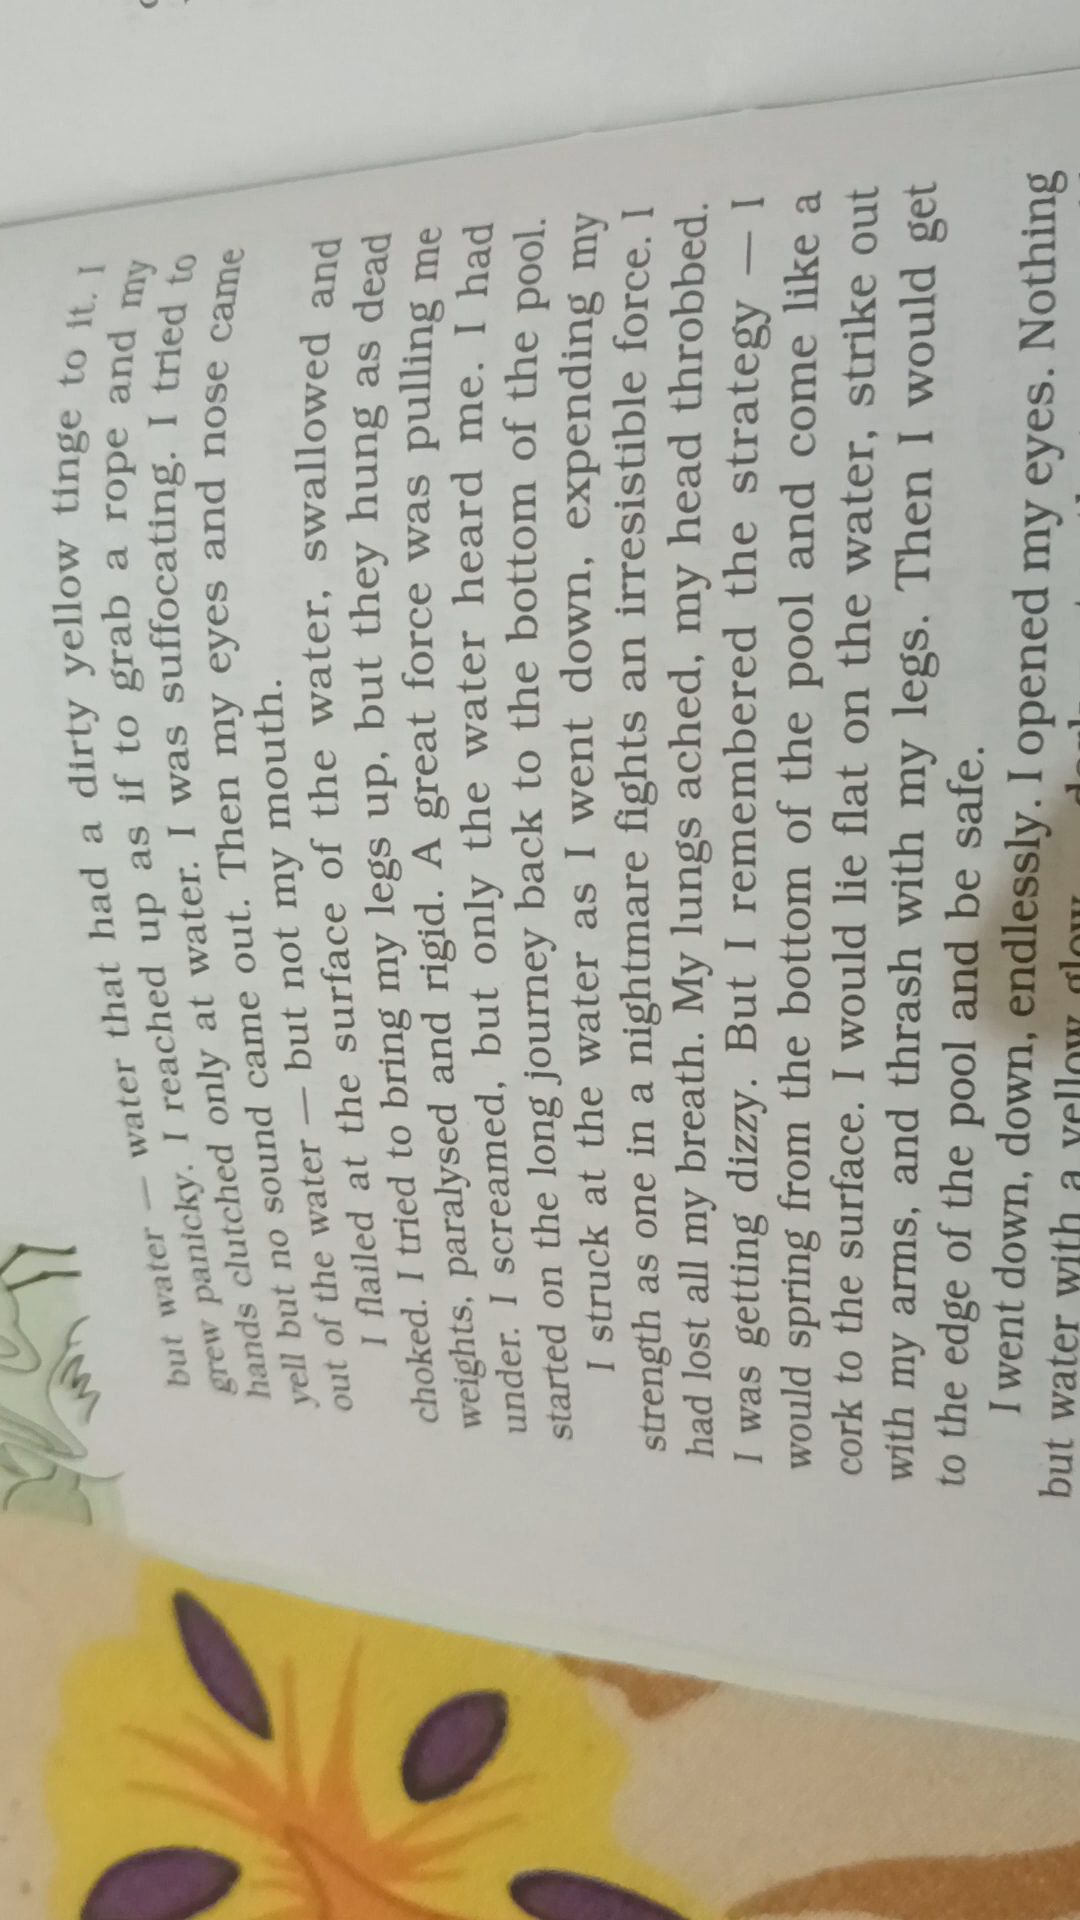 but water — water that had a dirty yellow tinge to it. I
grew panicky. I reached up as if to grab a rope and my
hands clutched only at water. I was suffocating. I tried to
yell but no sound came out. Then my eyes and nose came
out of the water — but not my mouth.
I flailed at the surface of the water, swallowed and
choked. I tried to bring my legs up, but they hung as dead
weights, paralysed and rigid. A great force was pulling me
under. I screamed, but only the water heard me. I had
started on the long journey back to the bottom of the pool.
I struck at the water as I went down, expending my
strength as one in a nightmare fights an irresistible force. I
had lost all my breath. My lungs ached, my head throbbed.
I was getting dizzy. But I remembered the strategy — I
would spring from the bottom of the pool and come like a
cork to the surface. I would lie flat on the water, strike out
with my arms, and thrash with my legs. Then I would get
to the edge of the pool and be safe.
I went down, down, endlessly. I opened my eyes. Nothing
but water with a yellow glow